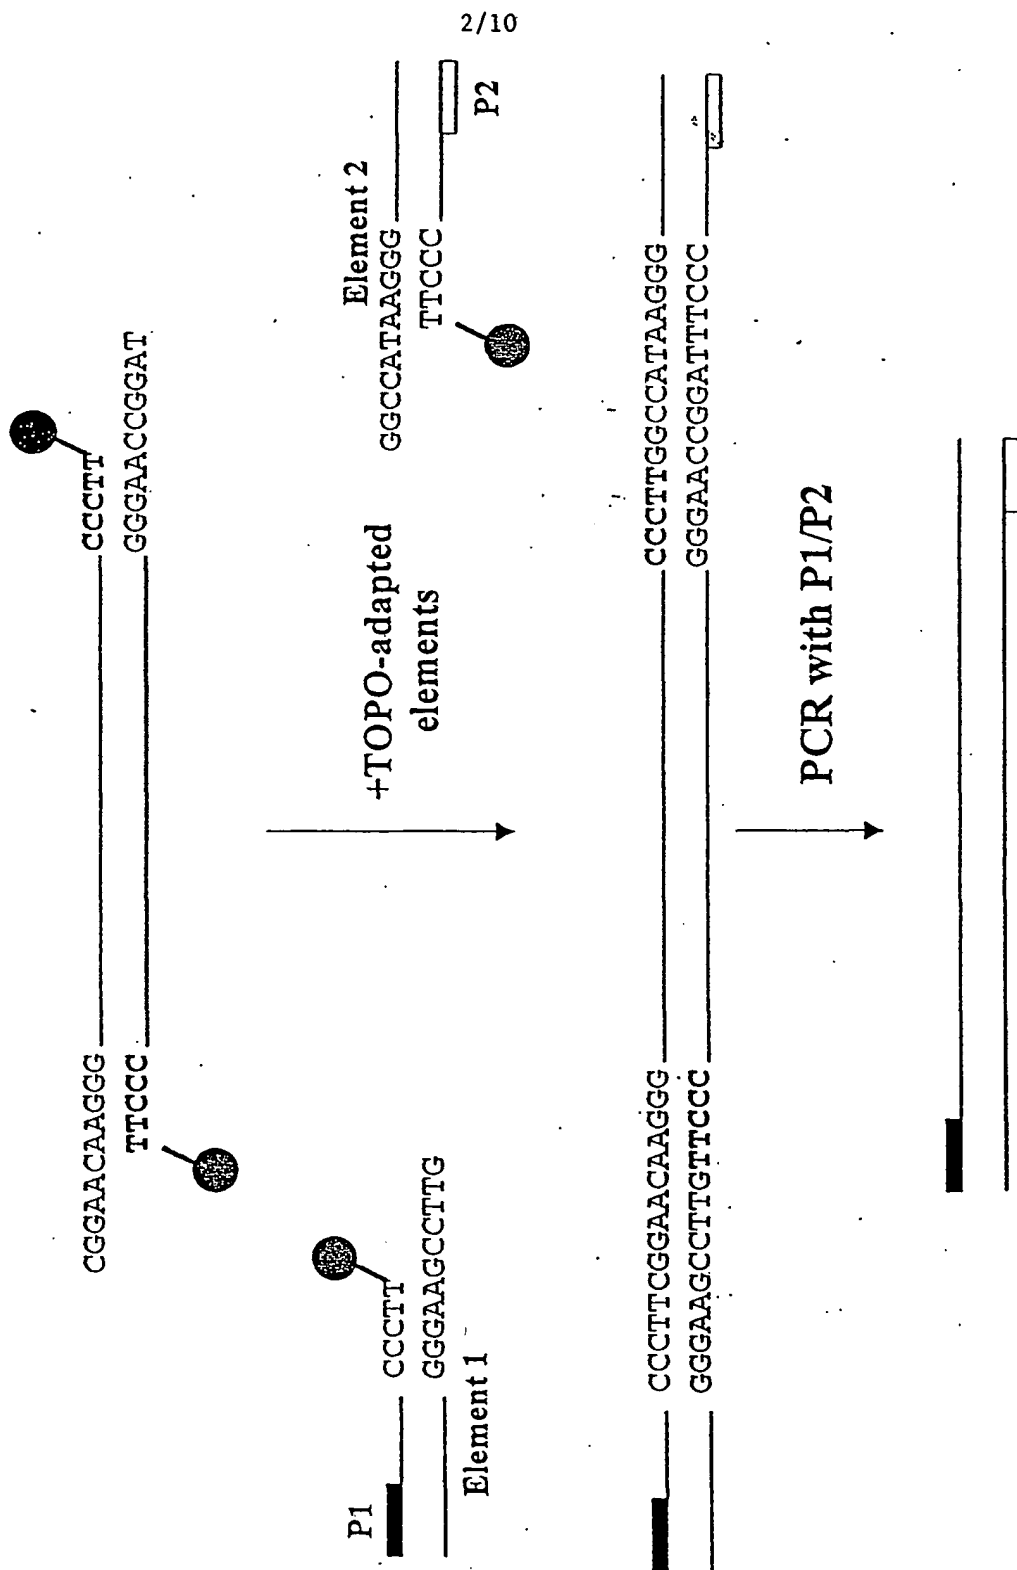 2/10
CCCTT
CGGAACAAGGG
GGGAACCGGAT
TTCCC
+TOPO-adapted
elements
P1
CCCTT
GGGAAGCCTTG
Element 1
Element 2
GGCCATAAGGG
TTCCC
P2
CCCTTCGGAACAAGGG
CCCTTGGCCATAAGGG
GGGAAGCCTTGTTCCC
GGGAACCGGATTTCCC
PCR with P1/P2